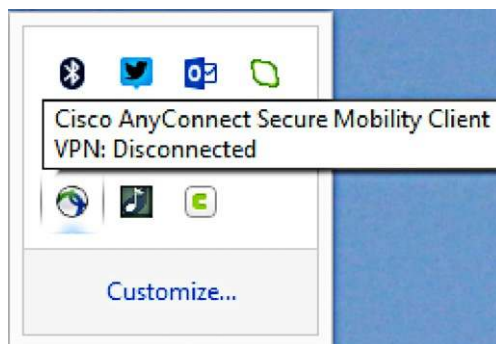 Cisco AnyConnect Secure Mobility Client
VPN: Disconnected
Customize...